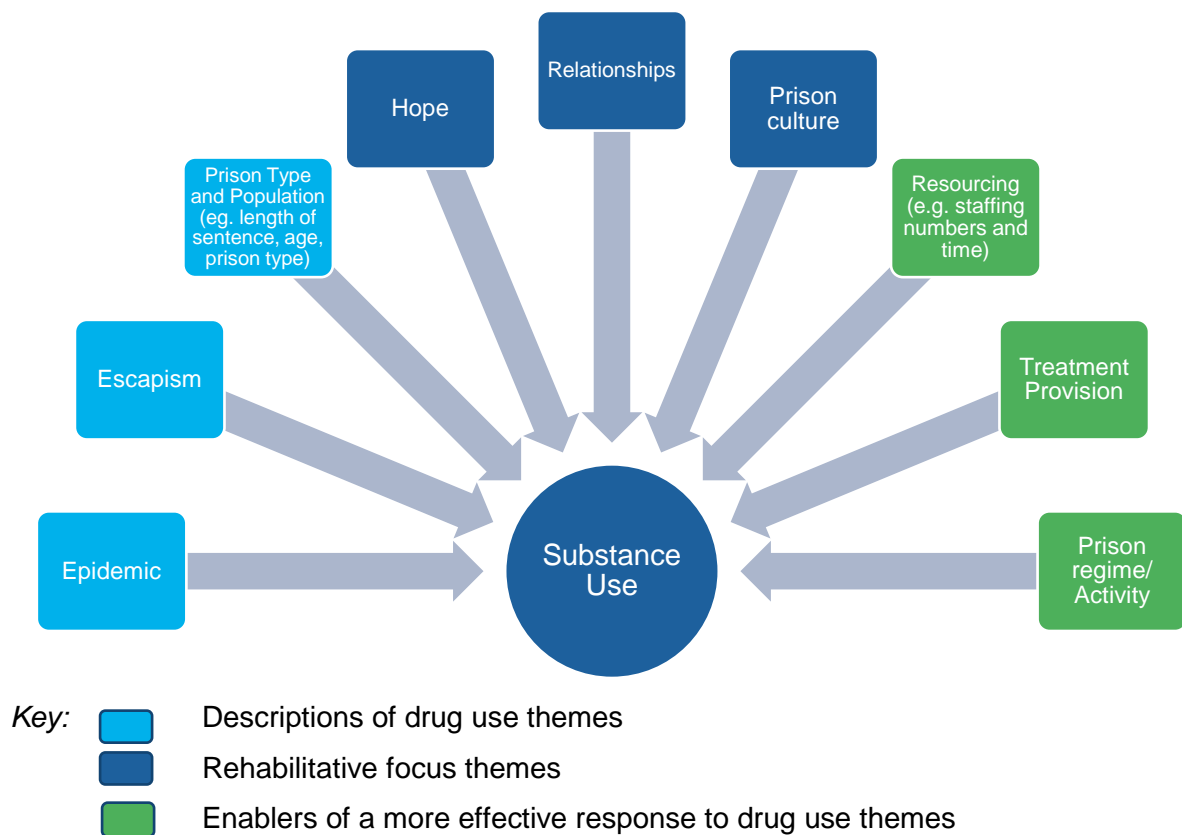 Relationships
Hope
Prison
culture
Prison Type
and Population
(eg. length of
sentence, age,
prison type)
Resourcing
(e.g. staffing
numbers and
time)
Escapism
Treatment
Provision
Epidemic
Substance
Use
Prison
regime/
Activity
Key:
Descriptions of drug use themes
Rehabilitative focus themes
Enablers of a more effective response to drug use themes